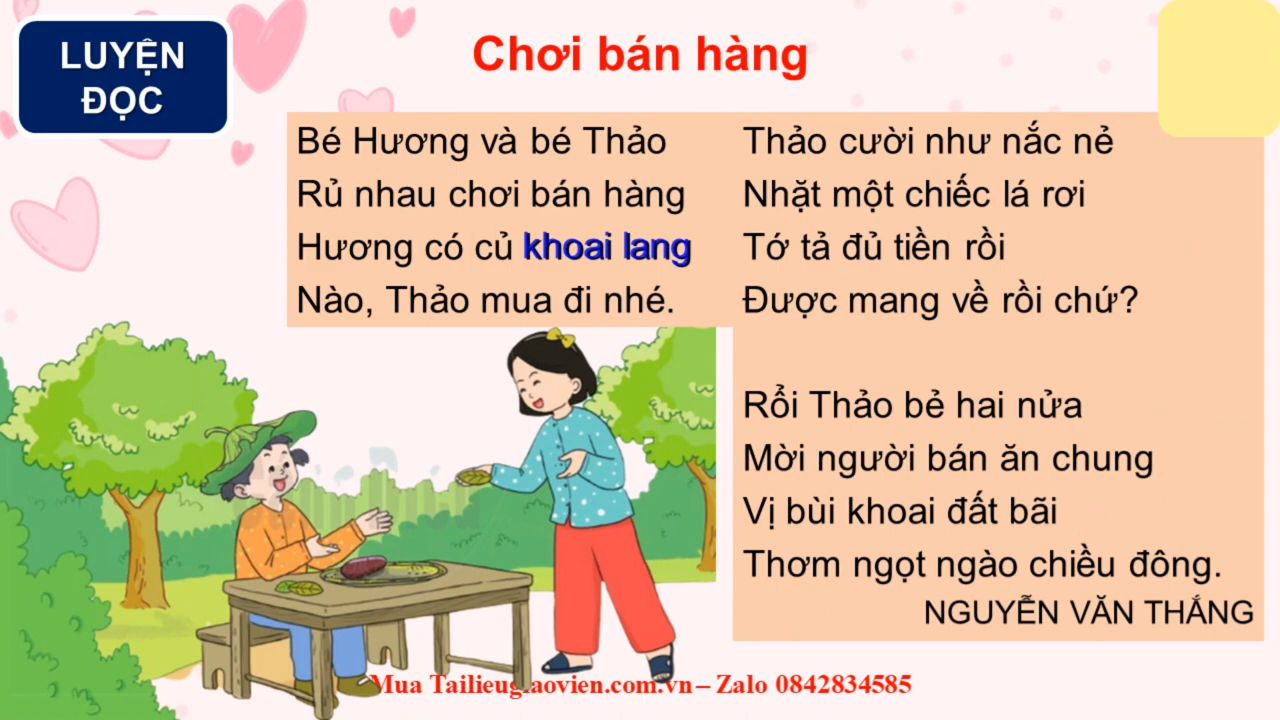 LUYỆN
ĐỌC
Chơi bán hàng
Bé Hương và bé Thảo
Rủ nhau chơi bán hàng
Hương có củ khoai lang
Nào, Thảo mua đi nhé.
Thảo cười như nắc nẻ
Nhặt một chiếc lá rơi
Tớ tả đủ tiền rồi
Được mang về rồi chứ?
Rổi Thảo bẻ hai nửa
Mời người bán ăn chung
Vị bùi khoai đất bãi
Thơm ngọt ngào chiều đông.
NGUYỄN VĂN THẮNG
Mua Tailieugiaovien.com.vn – Zalo 0842834585